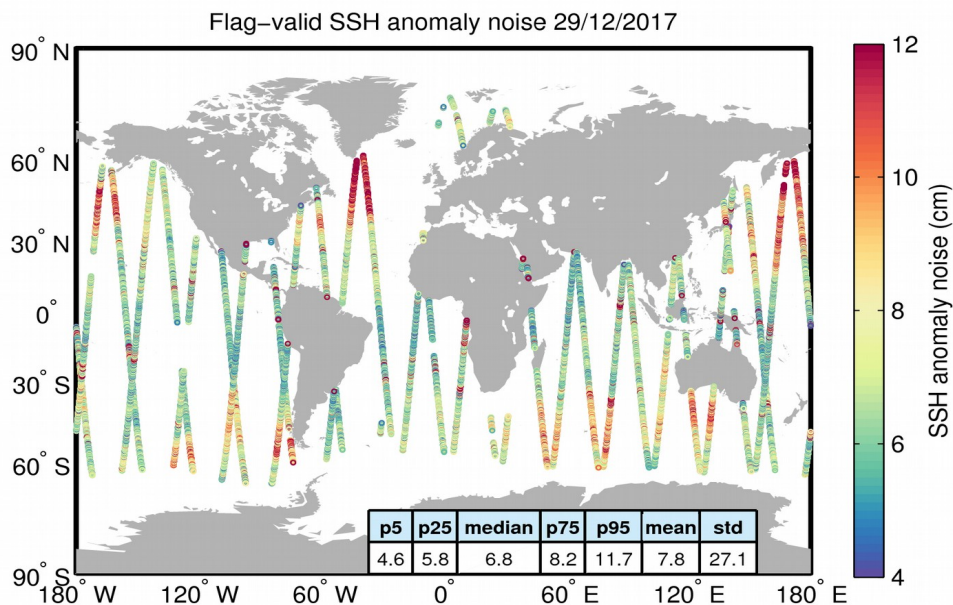 Flag−valid SSH anomaly noise 29/12/2017
90° N
60° N
30° N
0°
30° S
60° S
90° S
180° W
120° W
60° W
0°
60° E
120° E
180° E
p5 p25 median p75 p95 mean std
4.6 5.8 6.8 8.2 11.7 7.8 27.1
12
10
8
6
4
SSH anomaly noise (cm)